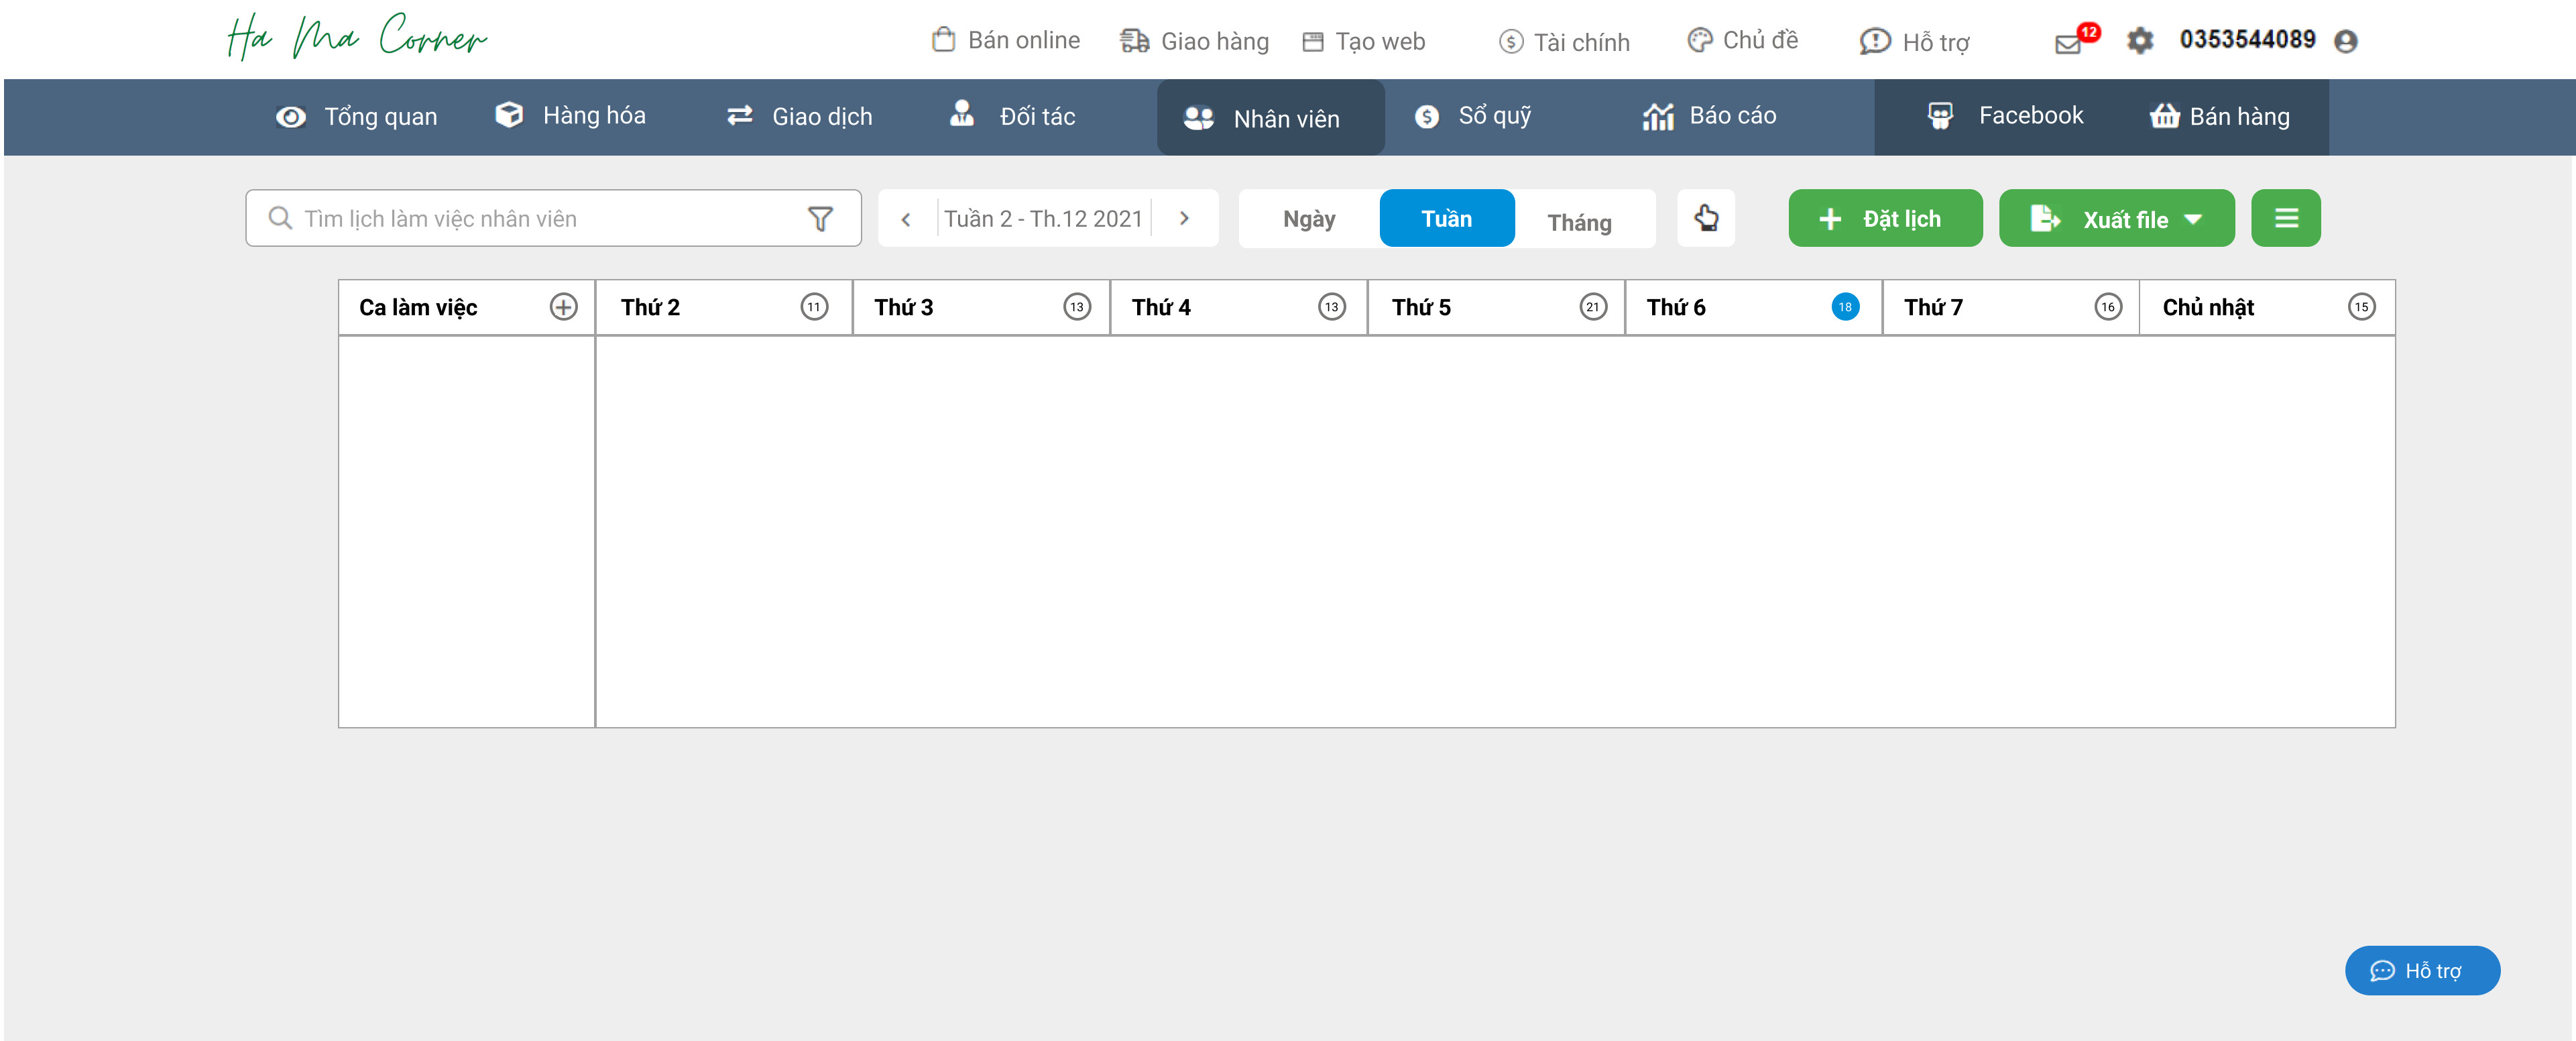 Ha Ma Corner
Bán online Giao hàng Tạo web Tài chính Chủ đề Hỗ trợ 12 0353544089
Tổng quan Hàng hóa Giao dịch Đối tác Nhân viên Sổ quỹ Báo cáo Facebook Bán hàng
Tìm lịch làm việc nhân viên Tuần 2 - Th.12 2021 Ngày Tuần Tháng Đặt lịch Xuất file
Ca làm việc Thứ 2 11 Thứ 3 13 Thứ 4 13 Thứ 5 21 Thứ 6 18 Thứ 7 16 Chủ nhật 15
Hỗ trợ